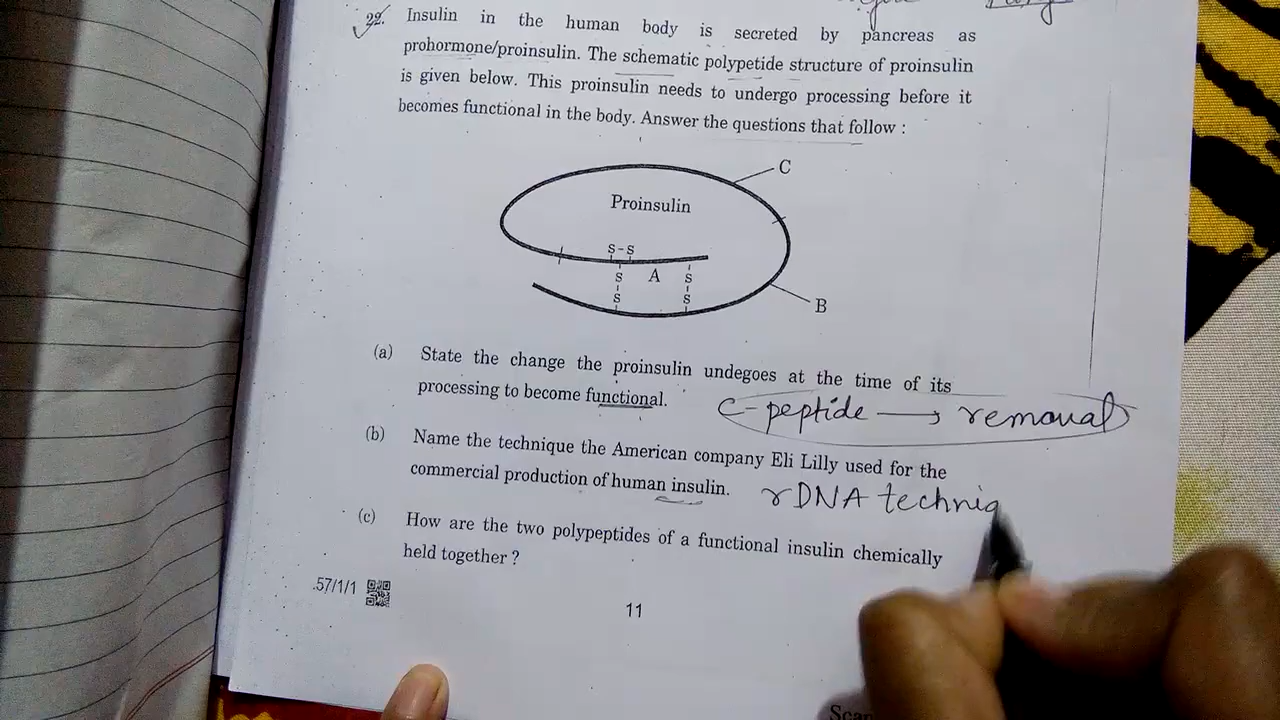 22. Insulin in the human body is secreted by pancreas as
prohormone/proinsulin. The schematic polypetide structure of proinsulin
is given below. This proinsulin needs to undergo processing before it
becomes functional in the body. Answer the questions that follow :
C
Proinsulin
S-S
S A S
S S
B
(a) State the change the proinsulin undegoes at the time of its
processing to become functional.
C-peptide → removal
(b) Name the technique the American company Eli Lilly used for the
commercial production of human insulin.
rDNA techniq
(c) How are the two polypeptides of a functional insulin chemically
held together ?
.57/1/1
11